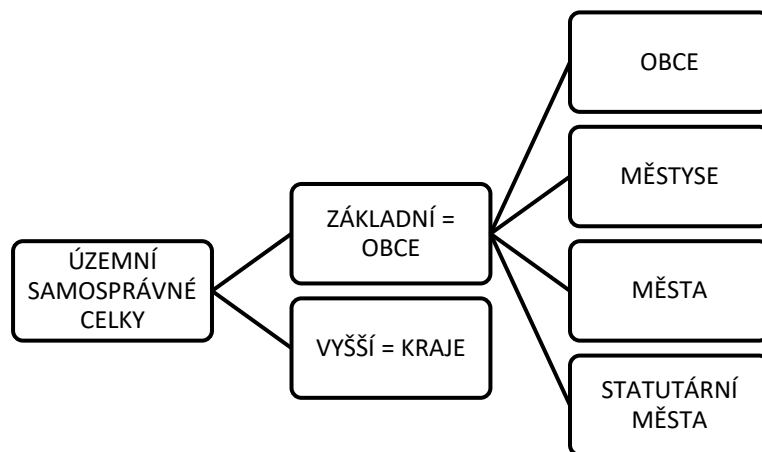 ÚZEMNÍ
SAMOSPRÁVNÉ
CELKY
ZÁKLADNÍ =
OBCE
VYŠŠÍ = KRAJE
OBCE
MĚSTYSE
MĚSTA
STATUTÁRNÍ
MĚSTA